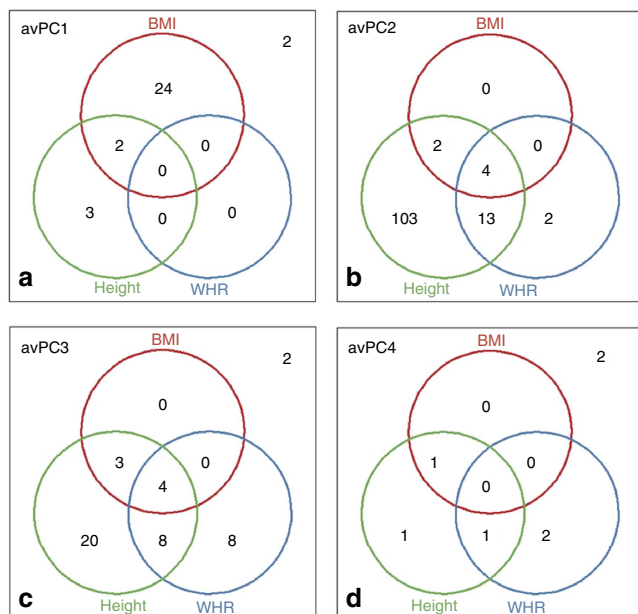 avPC1
BMI
2
24
2
0
0
3
0
0
a
Height
WHR
avPC2
BMI
0
2
0
4
103
13
2
b
Height
WHR
avPC3
BMI
2
0
3
0
4
20
8
8
c
Height
WHR
avPC4
BMI
2
0
1
0
0
1
1
2
d
Height
WHR